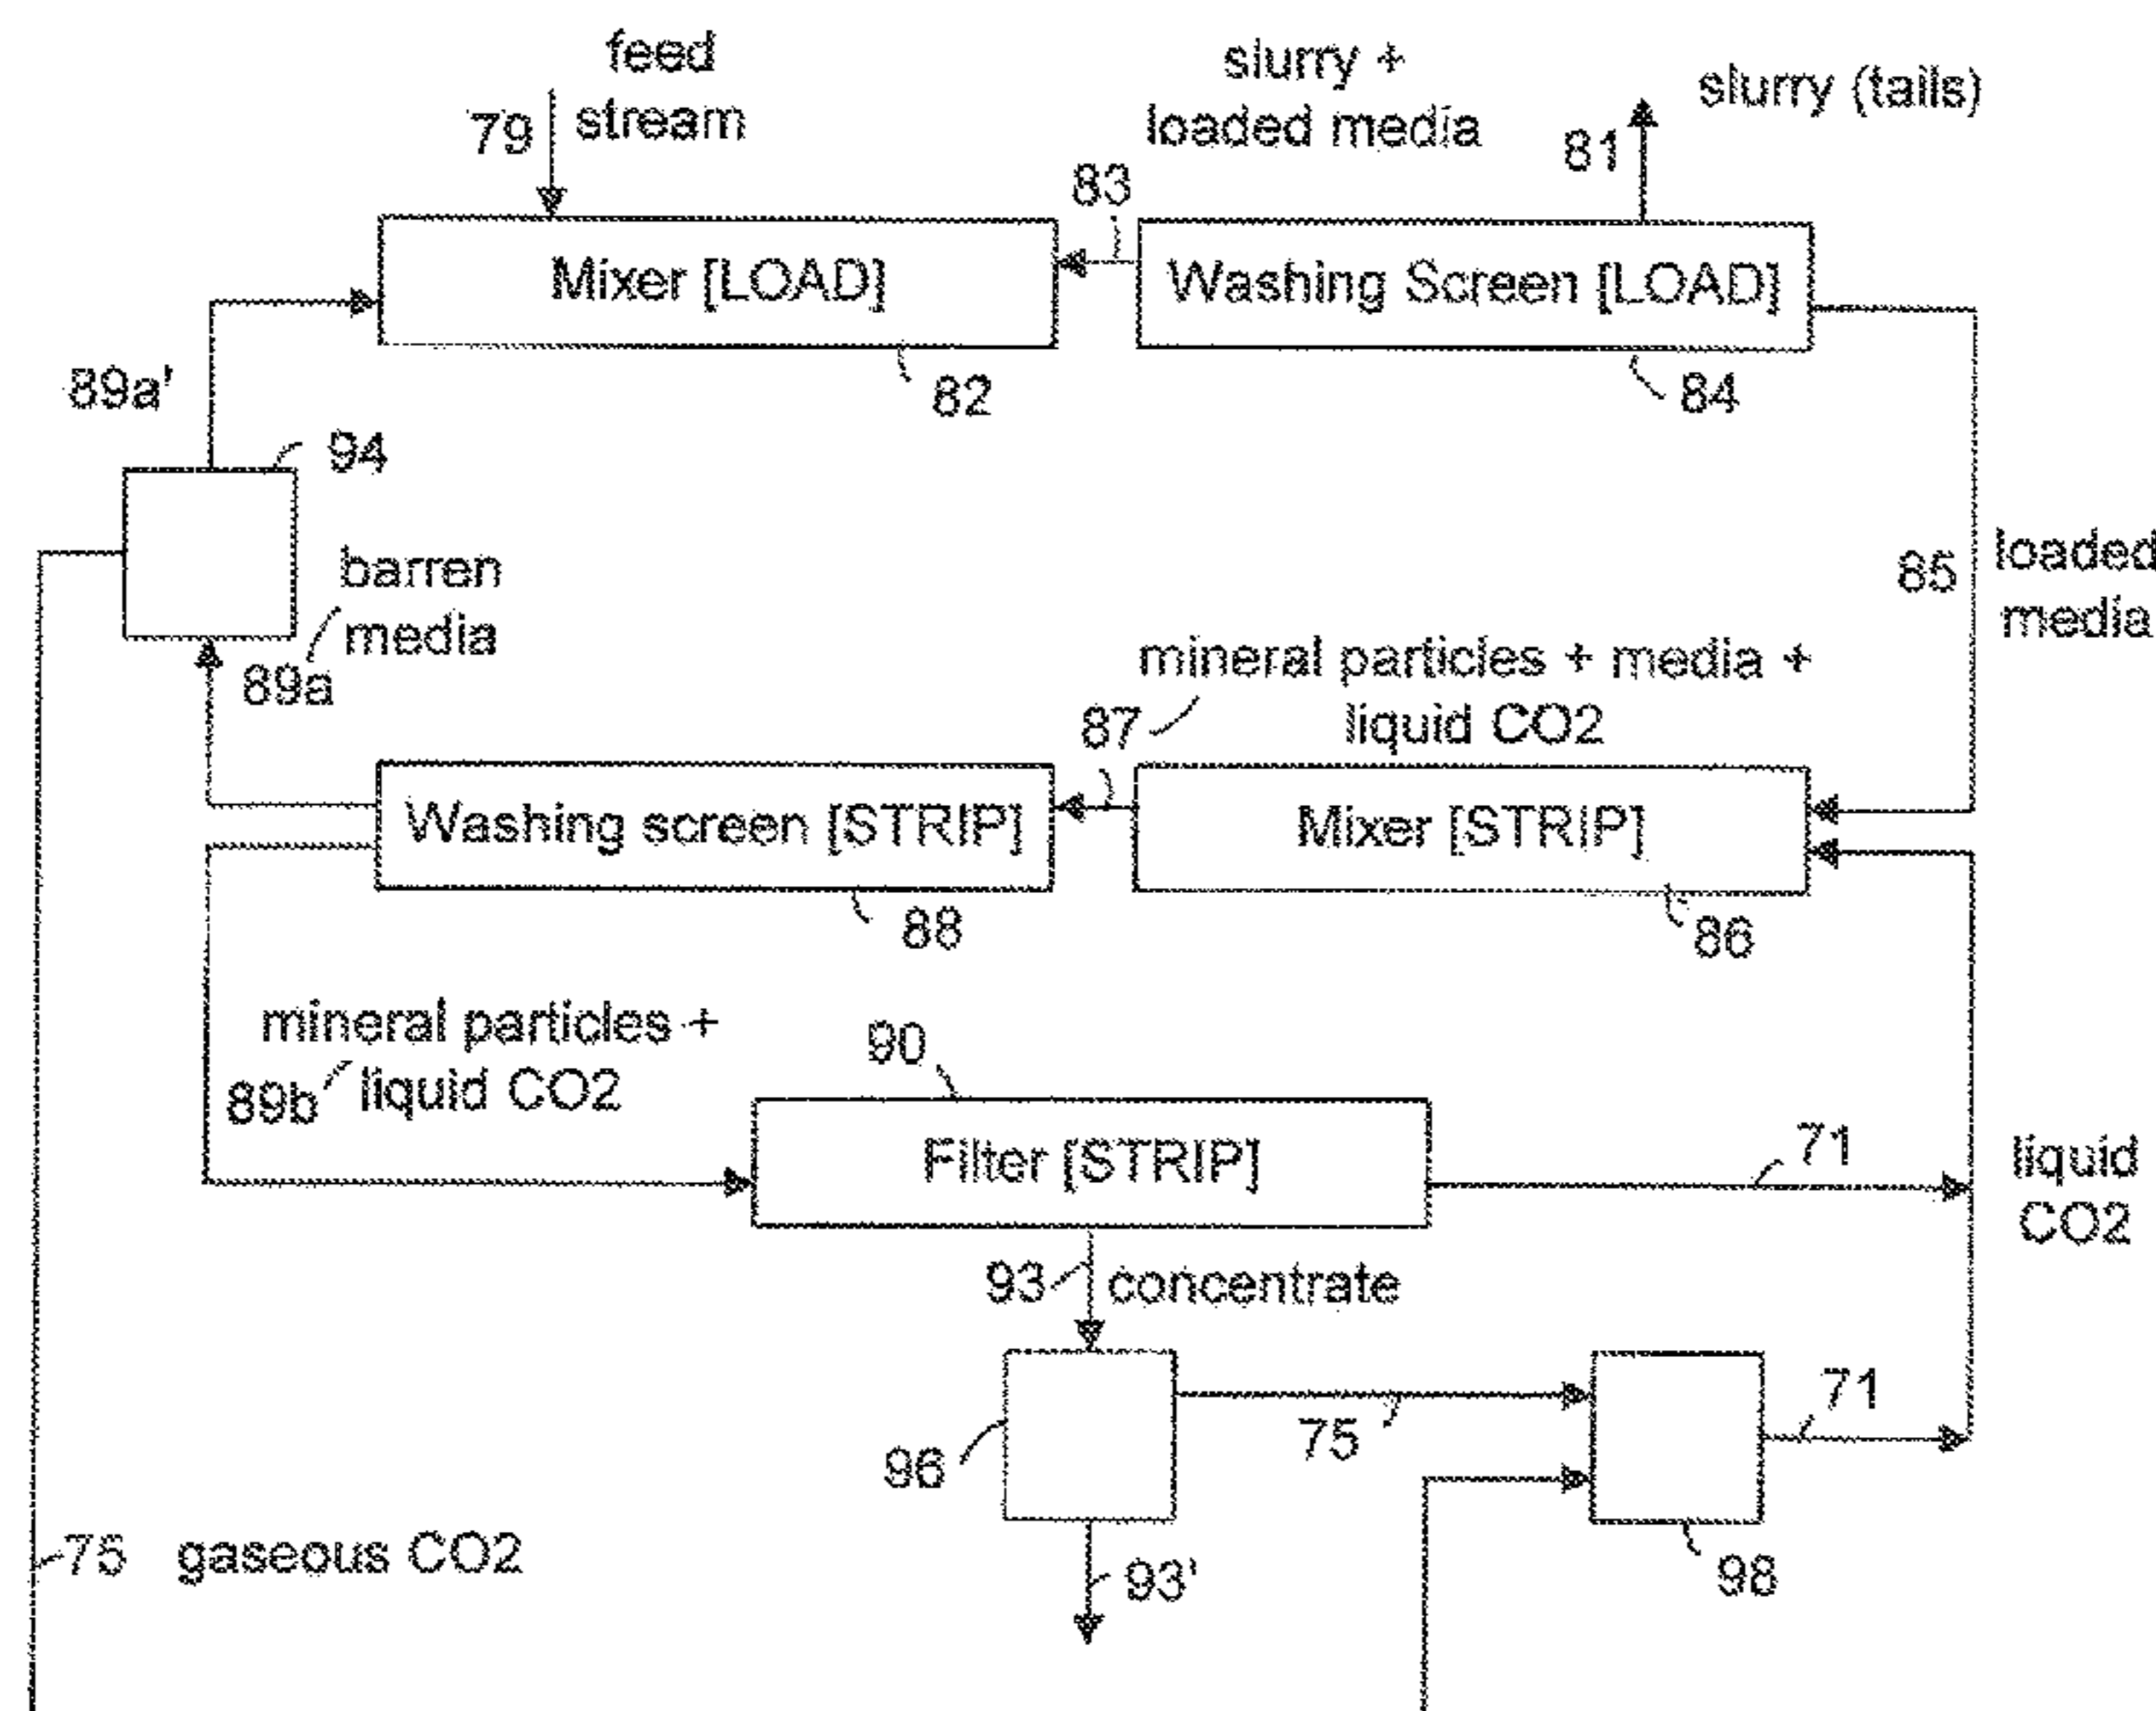 feed
stream
79
slurry +
loaded media
slurry (tails)
81
83
Mixer [LOAD]
Washing Screen [LOAD]
82
84
89a'
94
barren
media
89a
85
loaded
media
mineral particles + media +
liquid CO2
87
Washing screen [STRIP]
Mixer [STRIP]
88
86
mineral particles +
liquid CO2
89b
90
Filter [STRIP]
71
liquid
CO2
93
concentrate
96
75
71
98
93'
75
gaseous CO2